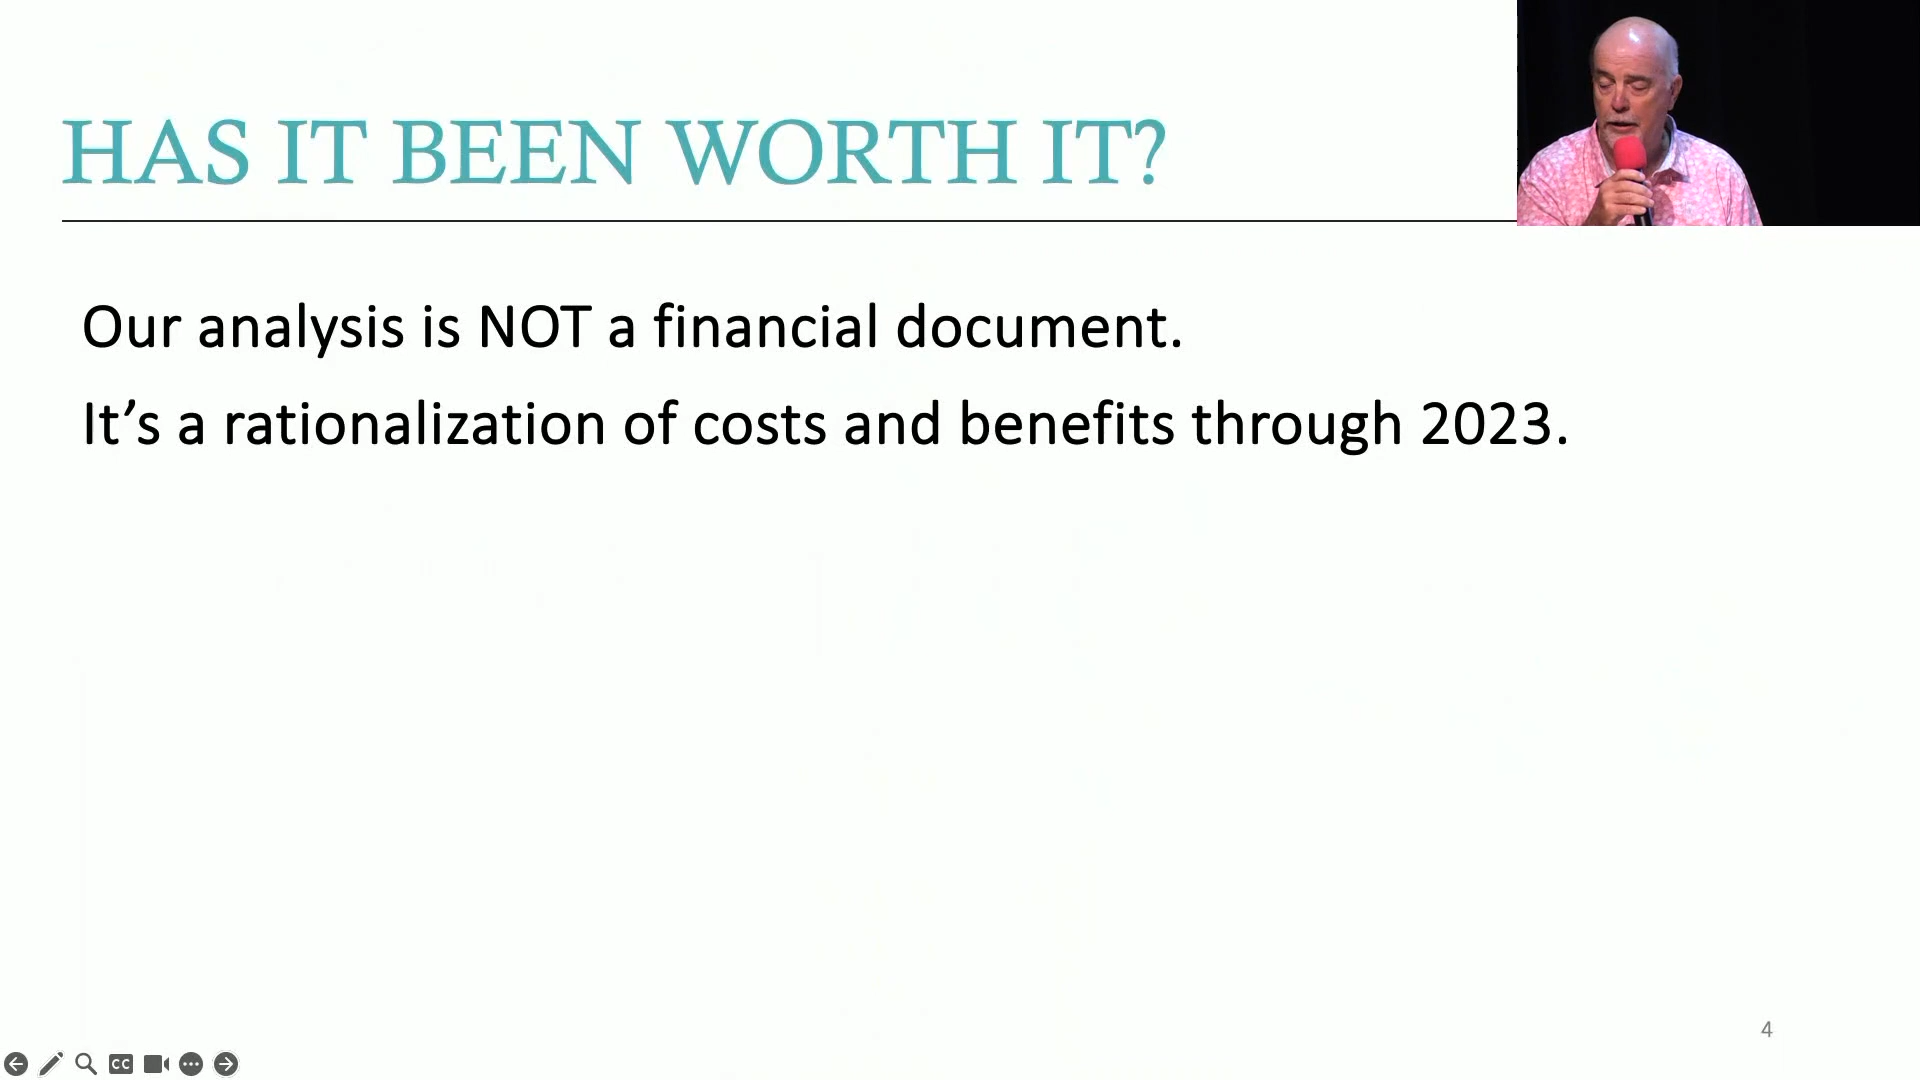 HAS IT BEEN WORTH IT?
Our analysis is NOT a financial document.
It’s a rationalization of costs and benefits through 2023.
4
CC